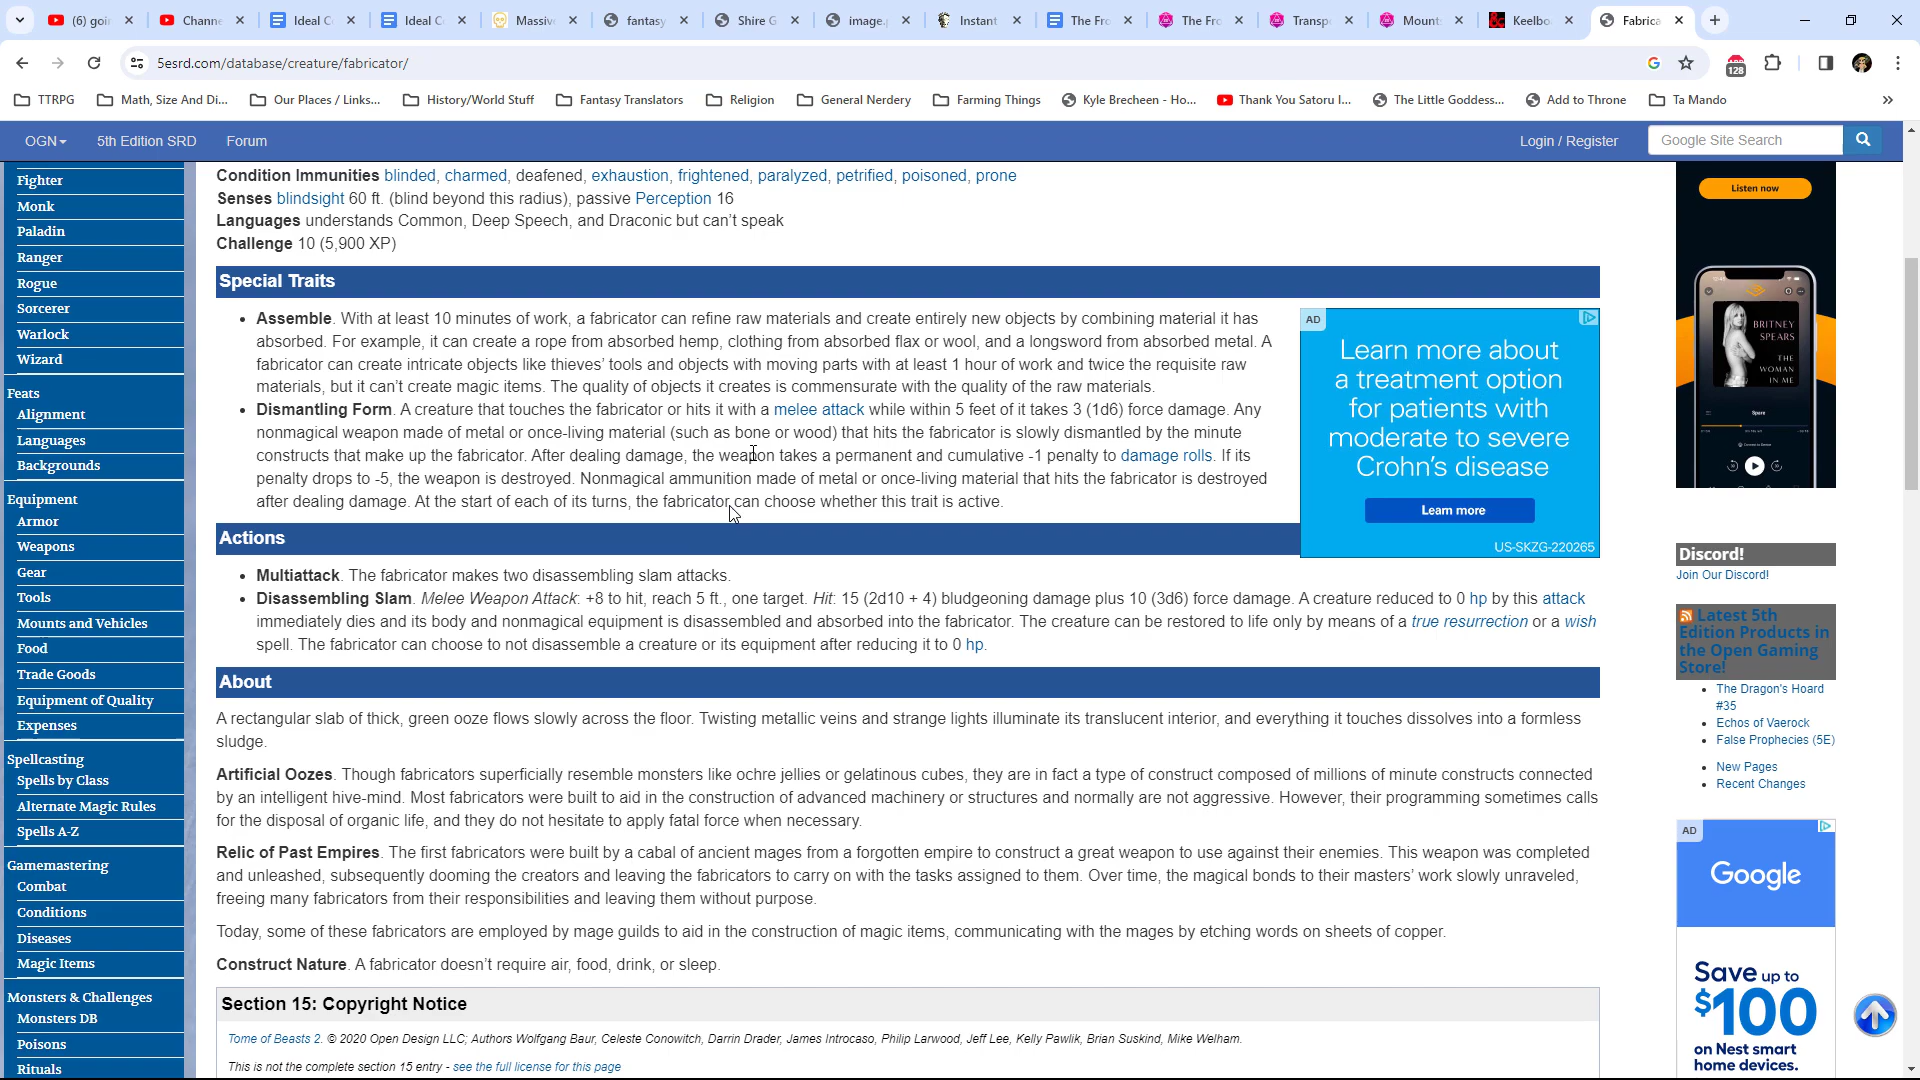 (6) goin
Channe
Ideal C
Ideal C
Massiv
fantasy
Shire G
image.p
Instant
The Fro
The Fro
Transp
Mount
Keelbo
Fabrica
5esrd.com/database/creature/fabricator/
128
TTRPG
Math, Size And Di...
Our Places / Links...
History/World Stuff
Fantasy Translators
Religion
General Nerdery
Farming Things
Kyle Brecheen - Ho...
Thank You Satoru I...
The Little Goddess...
Add to Throne
Ta Mando
»
OGN
5th Edition SRD
Forum
Login / Register
Google Site Search
Fighter
Monk
Paladin
Ranger
Rogue
Sorcerer
Warlock
Wizard
Feats
Alignment
Languages
Backgrounds
Equipment
Armor
Weapons
Gear
Tools
Mounts and Vehicles
Food
Trade Goods
Equipment of Quality
Expenses
Spellcasting
Spells by Class
Alternate Magic Rules
Spells A-Z
Gamemastering
Combat
Conditions
Diseases
Magic Items
Monsters & Challenges
Monsters DB
Poisons
Rituals
Condition Immunities blinded, charmed, deafened, exhaustion, frightened, paralyzed, petrified, poisoned, prone
Senses blindsight 60 ft. (blind beyond this radius), passive Perception 16
Languages understands Common, Deep Speech, and Draconic but can’t speak
Challenge 10 (5,900 XP)
Special Traits
• Assemble. With at least 10 minutes of work, a fabricator can refine raw materials and create entirely new objects by combining material it has
absorbed. For example, it can create a rope from absorbed hemp, clothing from absorbed flax or wool, and a longsword from absorbed metal. A
fabricator can create intricate objects like thieves’ tools and objects with moving parts with at least 1 hour of work and twice the requisite raw
materials, but it can’t create magic items. The quality of objects it creates is commensurate with the quality of the raw materials.
• Dismantling Form. A creature that touches the fabricator or hits it with a melee attack while within 5 feet of it takes 3 (1d6) force damage. Any
nonmagical weapon made of metal or once-living material (such as bone or wood) that hits the fabricator is slowly dismantled by the minute
constructs that make up the fabricator. After dealing damage, the weapon takes a permanent and cumulative -1 penalty to damage rolls. If its
penalty drops to -5, the weapon is destroyed. Nonmagical ammunition made of metal or once-living material that hits the fabricator is destroyed
after dealing damage. At the start of each of its turns, the fabricator can choose whether this trait is active.
AD
Learn more about
a treatment option
for patients with
moderate to severe
Crohn’s disease
Learn more
US-SKZG-220265
Actions
• Multiattack. The fabricator makes two disassembling slam attacks.
• Disassembling Slam. Melee Weapon Attack: +8 to hit, reach 5 ft., one target. Hit: 15 (2d10 + 4) bludgeoning damage plus 10 (3d6) force damage. A creature reduced to 0 hp by this attack
immediately dies and its body and nonmagical equipment is disassembled and absorbed into the fabricator. The creature can be restored to life only by means of a true resurrection or a wish
spell. The fabricator can choose to not disassemble a creature or its equipment after reducing it to 0 hp.
About
A rectangular slab of thick, green ooze flows slowly across the floor. Twisting metallic veins and strange lights illuminate its translucent interior, and everything it touches dissolves into a formless
sludge.
Artificial Oozes. Though fabricators superficially resemble monsters like ochre jellies or gelatinous cubes, they are in fact a type of construct composed of millions of minute constructs connected
by an intelligent hive-mind. Most fabricators were built to aid in the construction of advanced machinery or structures and normally are not aggressive. However, their programming sometimes calls
for the disposal of organic life, and they do not hesitate to apply fatal force when necessary.
Relic of Past Empires. The first fabricators were built by a cabal of ancient mages from a forgotten empire to construct a great weapon to use against their enemies. This weapon was completed
and unleashed, subsequently dooming the creators and leaving the fabricators to carry on with the tasks assigned to them. Over time, the magical bonds to their masters’ work slowly unraveled,
freeing many fabricators from their responsibilities and leaving them without purpose.
Today, some of these fabricators are employed by mage guilds to aid in the construction of magic items, communicating with the mages by etching words on sheets of copper.
Construct Nature. A fabricator doesn’t require air, food, drink, or sleep.
Section 15: Copyright Notice
Tome of Beasts 2. © 2020 Open Design LLC; Authors Wolfgang Baur, Celeste Conowitch, Darrin Drader, James Introcaso, Philip Larwood, Jeff Lee, Kelly Pawlik, Brian Suskind, Mike Welham.
This is not the complete section 15 entry - see the full license for this page
Listen now
BRITNEY
SPEARS
THE
WOMAN
IN ME
Discord!
Join Our Discord!
Latest 5th
Edition Products in
the Open Gaming
Store!
• The Dragon's Hoard
#35
• Echos of Vaerock
• False Prophecies (5E)
• New Pages
• Recent Changes
AD
Google
Save up to
$100
on Nest smart
home devices.